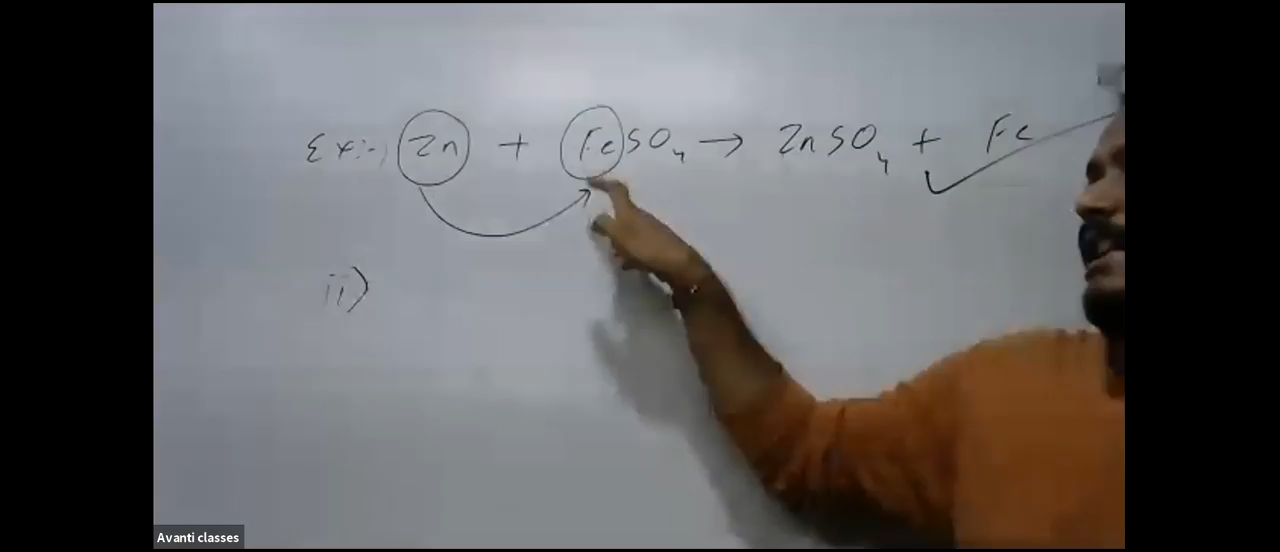 Ex:-) Zn + FeSO₄ → ZnSO₄ + Fe
ii)
Avanti classes